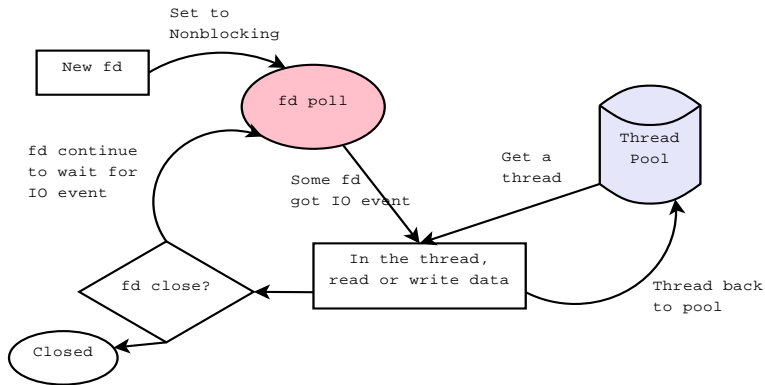 Set to
Nonblocking
New fd
fd poll
Thread
Pool
fd continue
to wait for
IO event
Get a
thread
Some fd
got IO event
In the thread,
read or write data
fd close?
Thread back
to pool
Closed